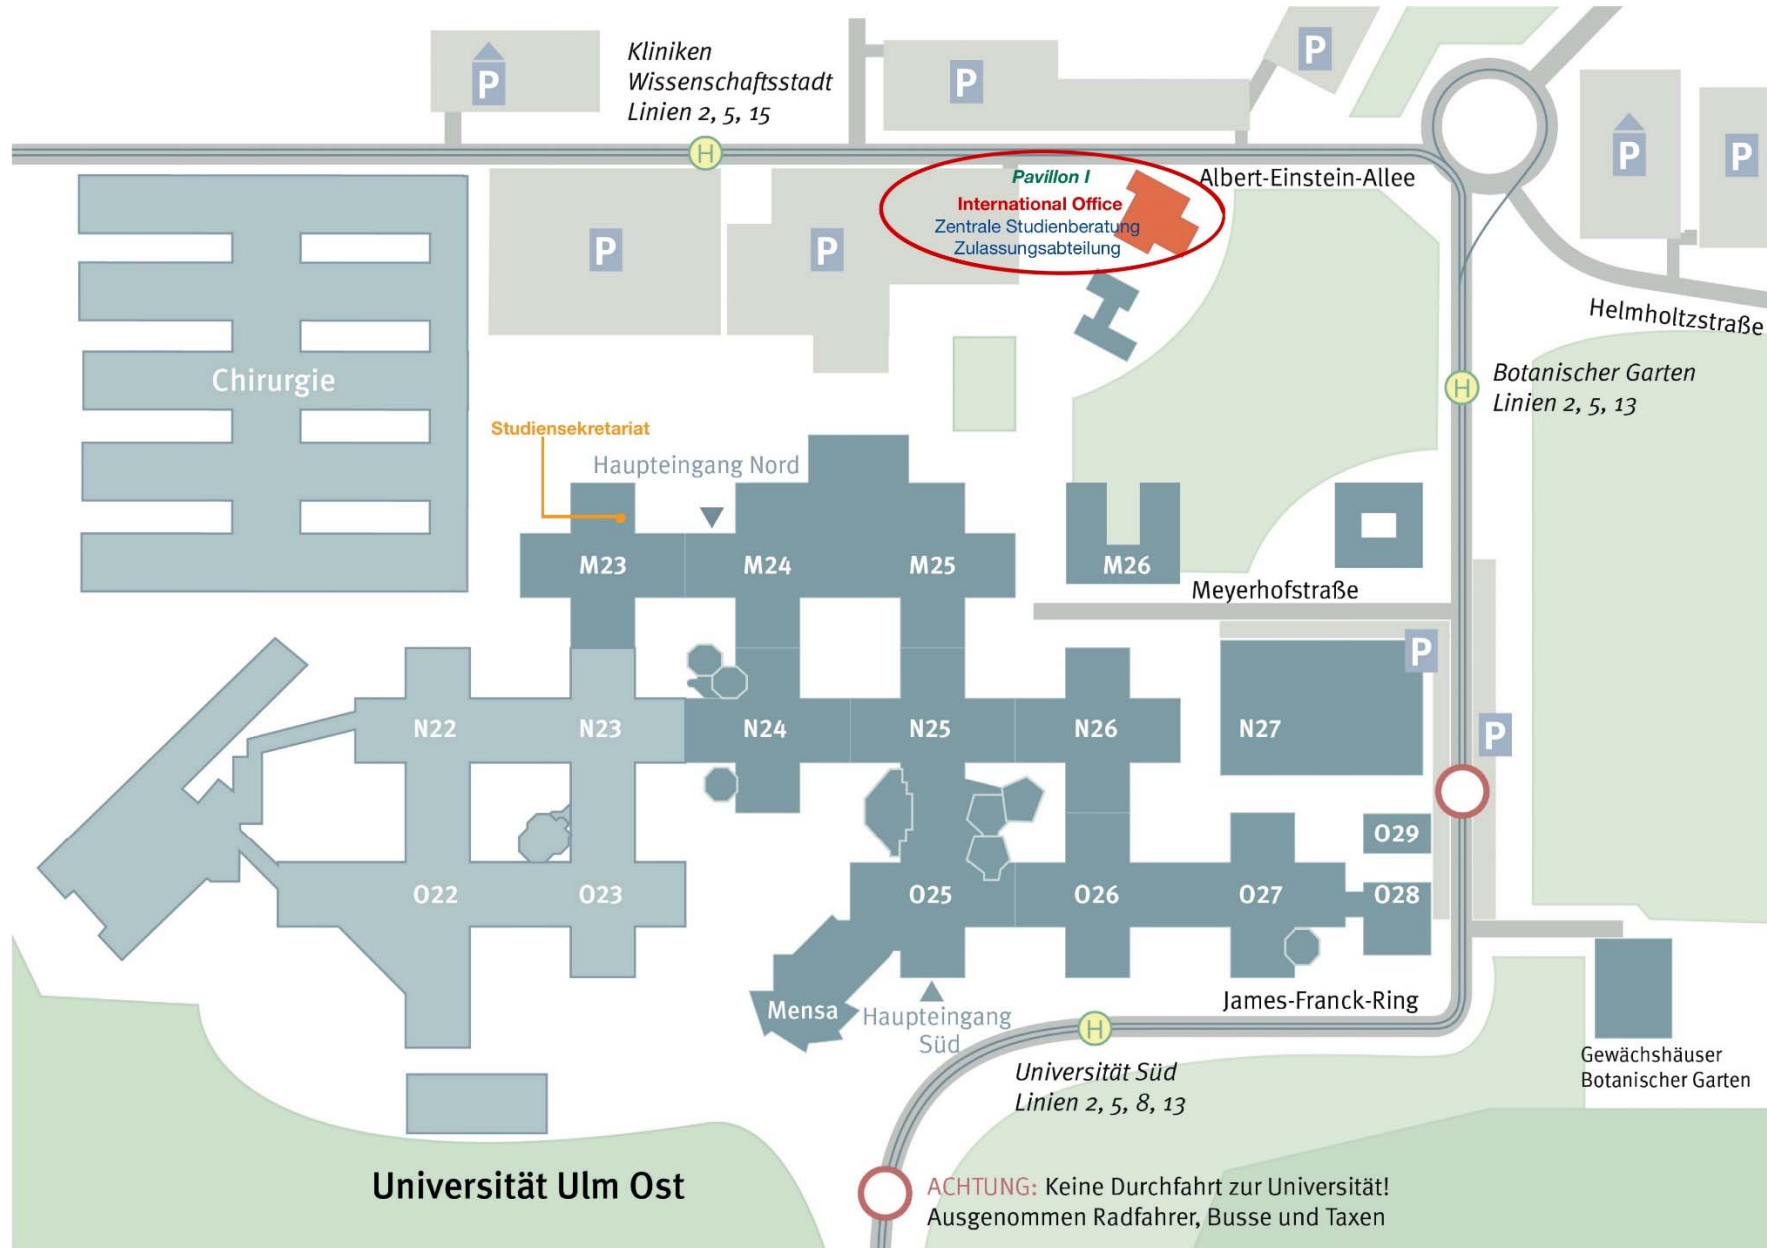 Kliniken
Wissenschaftsstadt
Linien 2, 5, 15
P
P
P
P
P
H
Pavillon I
International Office
Zentrale Studienberatung
Zulassungsabteilung
Albert-Einstein-Allee
P
P
Helmholtzstraße
Chirurgie
Botanischer Garten
Linien 2, 5, 13
H
Studiensekretariat
Haupteingang Nord
M23
M24
M25
M26
Meyerhofstraße
P
N22
N23
N24
N25
N26
N27
P
O29
O22
O23
O25
O26
O27
O28
Mensa
Haupteingang
Süd
James-Franck-Ring
H
Universität Süd
Linien 2, 5, 8, 13
Gewächshäuser
Botanischer Garten
Universität Ulm Ost
ACHTUNG: Keine Durchfahrt zur Universität!
Ausgenommen Radfahrer, Busse und Taxen